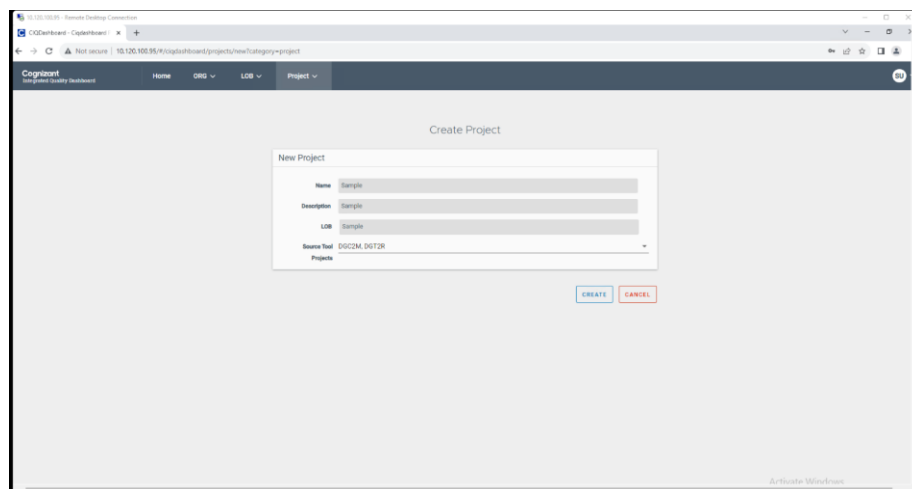 10.120.100.95 - Remote Desktop Connection
CIQDashboard - Ciqdashboard
Not secure | 10.120.100.95/#/ciqdashboard/projects/new?category=project
Cognizant
Integrated Quality Dashboard
Home ORG LOB Project SU
Create Project
New Project
Name Sample
Description Sample
LOB Sample
Source Tool DGC2M, DGT2R
Projects
CREATE CANCEL
Activate Windows